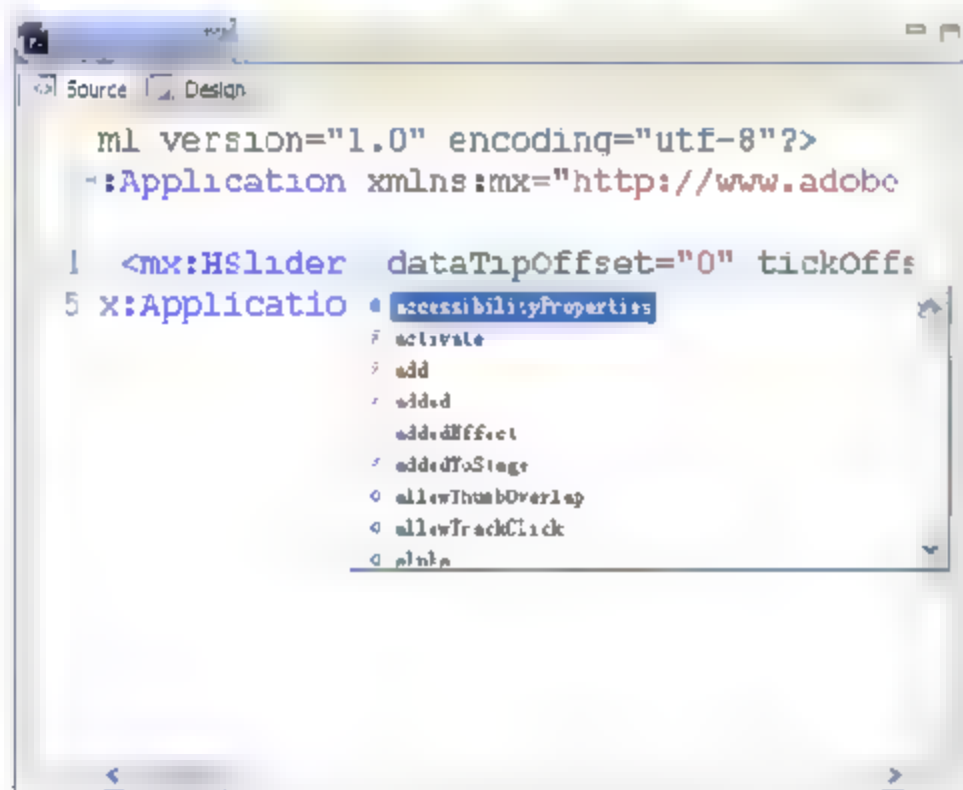 Source Design
ml version="1.0" encoding="utf-8"?>
:Application xmlns:mx="http://www.adobe
<mx:HSlider dataTipOffset="0" tickOffs
5 x:Applicatio
accessibilityProperties
activate
add
added
addedEffect
addedToStage
allowThumbOverlap
allowTrackClick